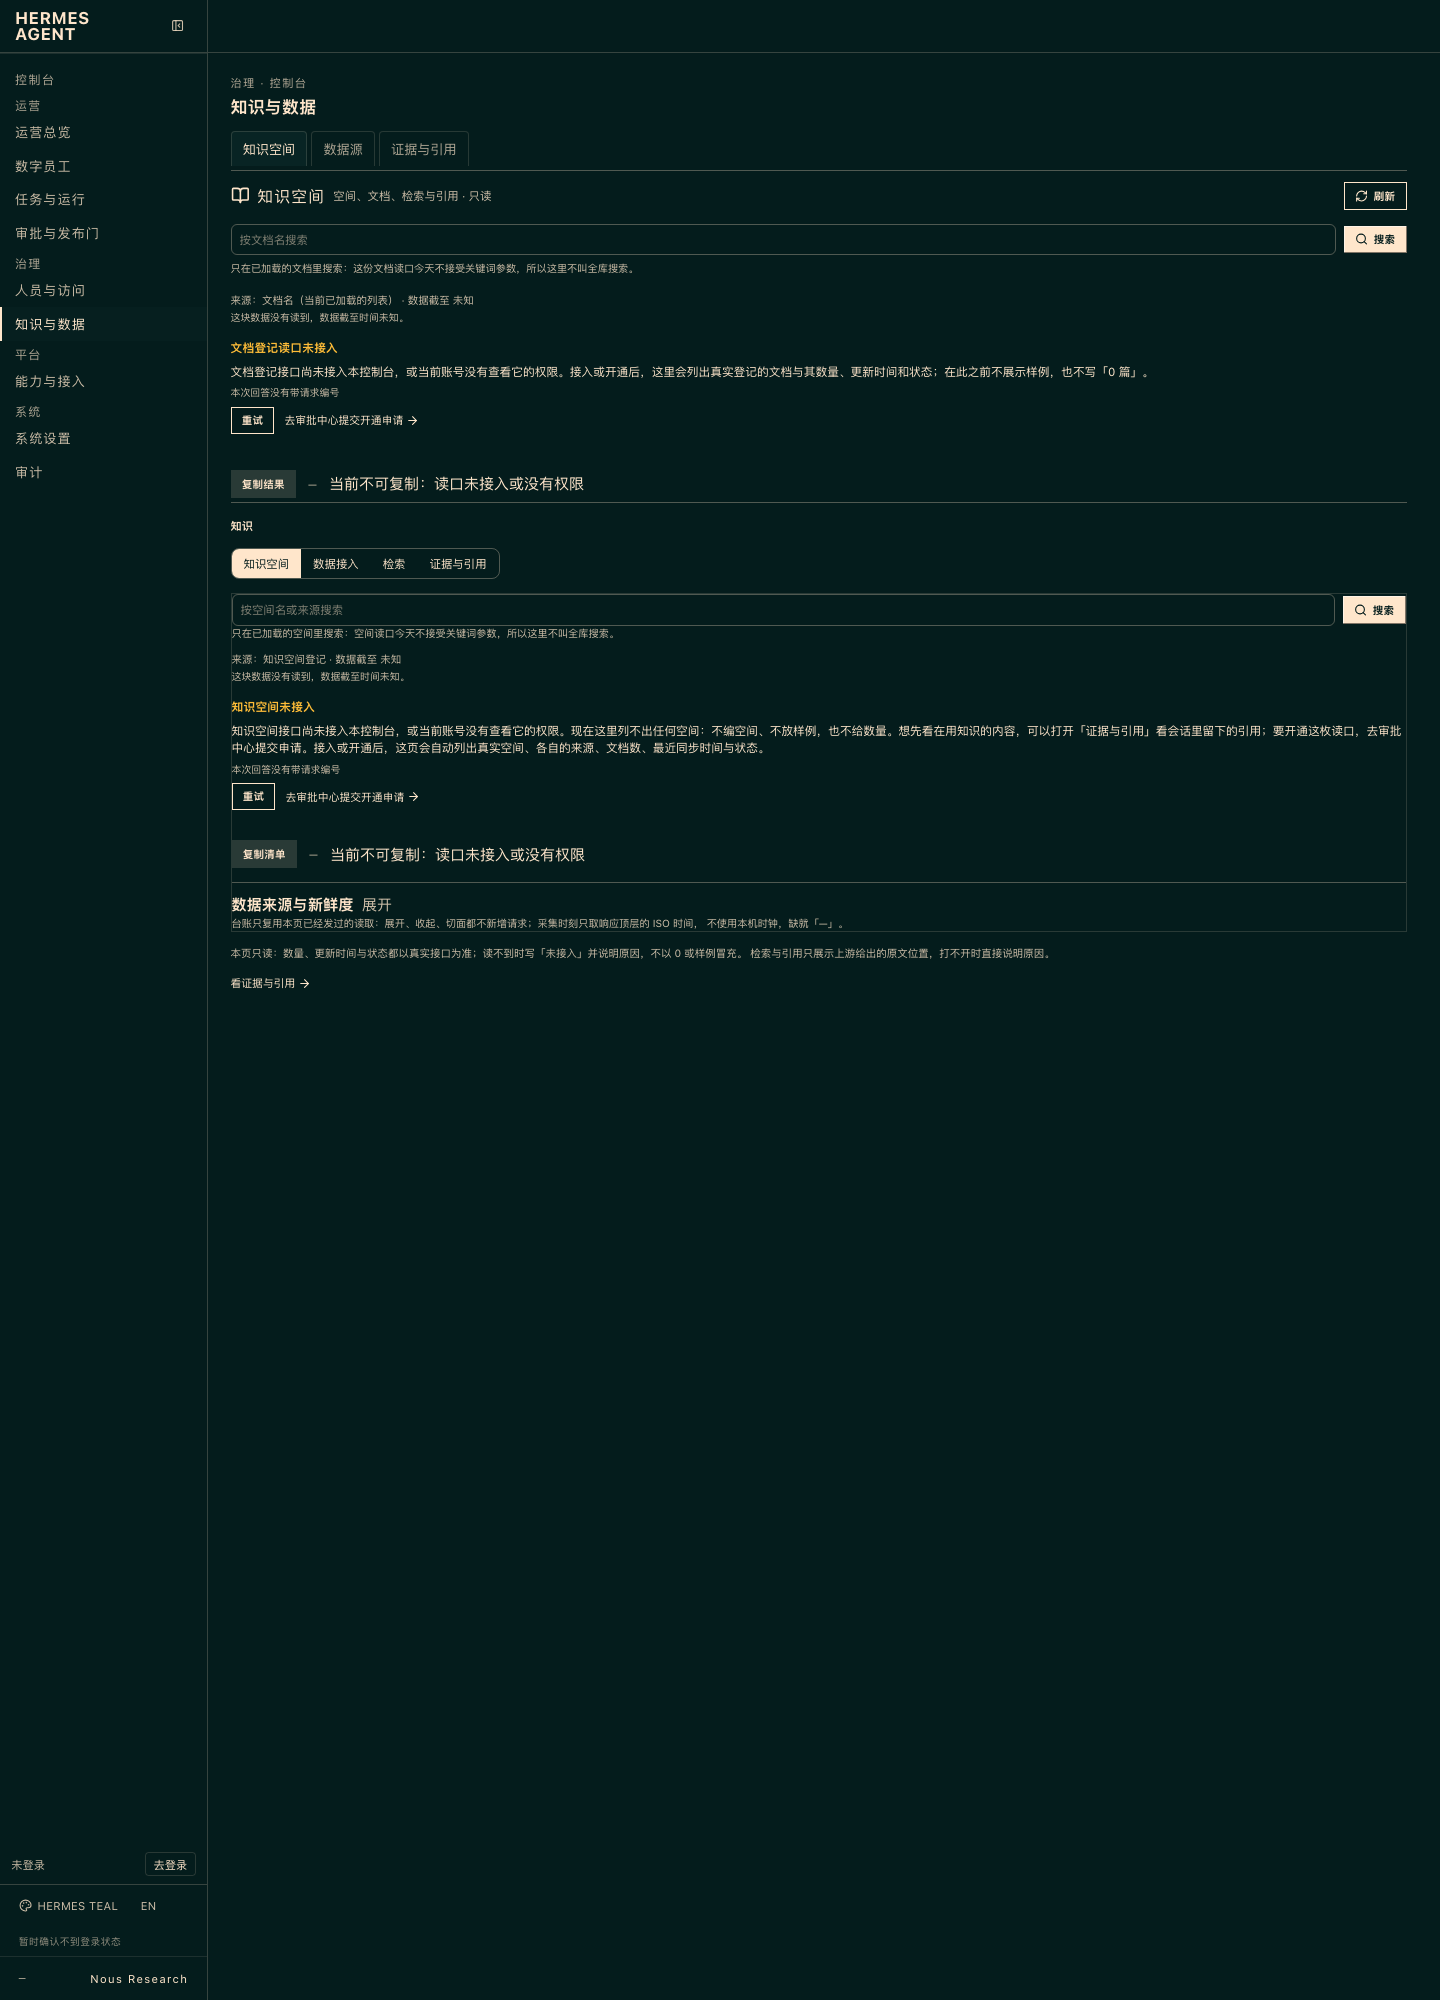 HERMES
AGENT
控制台
运营
运营总览
数字员工
任务与运行
审批与发布门
治理
人员与访问
知识与数据
平台
能力与接入
系统
系统设置
审计
未登录
去登录
HERMES TEAL
EN
暂时确认不到登录状态
—
Nous Research
治理 · 控制台
知识与数据
知识空间
数据源
证据与引用
知识空间
空间、文档、检索与引用 · 只读
刷新
按文档名搜索
搜索
只在已加载的文档里搜索：这份文档读口今天不接受关键词参数，所以这里不叫全库搜索。
来源：文档名（当前已加载的列表） · 数据截至 未知
这块数据没有读到，数据截至时间未知。
文档登记读口未接入
文档登记接口尚未接入本控制台，或当前账号没有查看它的权限。接入或开通后，这里会列出真实登记的文档与其数量、更新时间和状态；在此之前不展示样例，也不写「0 篇」。
本次回答没有带请求编号
重试
去审批中心提交开通申请 →
复制结果
— 当前不可复制：读口未接入或没有权限
知识
知识空间
数据接入
检索
证据与引用
按空间名或来源搜索
搜索
只在已加载的空间里搜索：空间读口今天不接受关键词参数，所以这里不叫全库搜索。
来源：知识空间登记 · 数据截至 未知
这块数据没有读到，数据截至时间未知。
知识空间未接入
知识空间接口尚未接入本控制台，或当前账号没有查看它的权限。现在这里列不出任何空间：不编空间、不放样例，也不给数量。想先看在用知识的内容，可以打开「证据与引用」看会话里留下的引用；要开通这枚读口，去审批
中心提交申请。接入或开通后，这页会自动列出真实空间、各自的来源、文档数、最近同步时间与状态。
本次回答没有带请求编号
重试
去审批中心提交开通申请 →
复制清单
— 当前不可复制：读口未接入或没有权限
数据来源与新鲜度 展开
台账只复用本页已经发过的读取：展开、收起、切面都不新增请求；采集时刻只取响应顶层的 ISO 时间， 不使用本机时钟，缺就「—」。
本页只读：数量、更新时间与状态都以真实接口为准；读不到时写「未接入」并说明原因，不以 0 或样例冒充。 检索与引用只展示上游给出的原文位置，打不开时直接说明原因。
看证据与引用 →